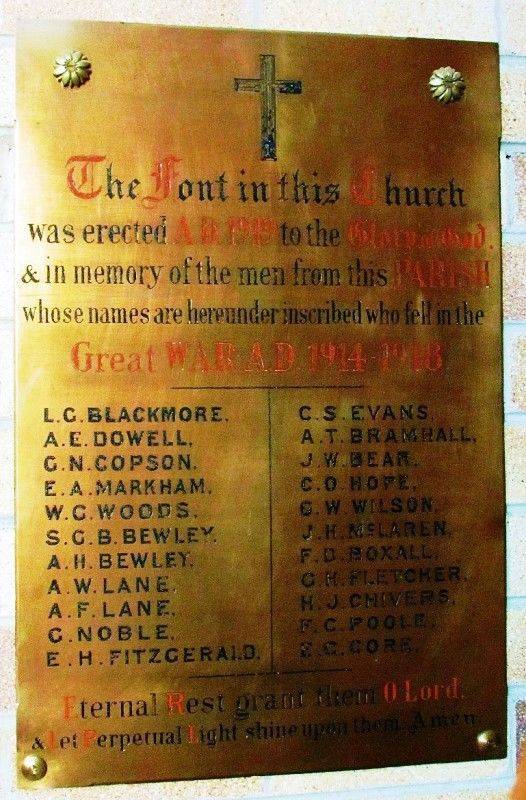 The Font in this Church
was erected A.D. 1919 to the Glory of God.
& in memory of the men from this PARISH
whose names are hereunder inscribed who fell in the
Great WAR A.D 1914-1918.
L.G. BLACKMORE.
A.E. DOWELL.
G.N. COPSON.
E.A. MARKHAM.
W.G. WOODS.
S.G.B. BEWLEY.
A.H. BEWLEY.
A.W. LANE.
A.F. LANE.
G. NOBLE.
E.H. FITZGERALD.
C.S. EVANS.
A.T. BRAMHALL.
J.W. BEAR.
C.O. HOPE.
G.W. WILSON.
J.H. McLAREN.
F.D. BOXALL.
G.H. FLETCHER.
H.J. CHIVERS.
F.C. POOLE.
E.G. GORE.
Eternal Rest grant them O Lord.
& Let Perpetual Light shine upon them. Amen.